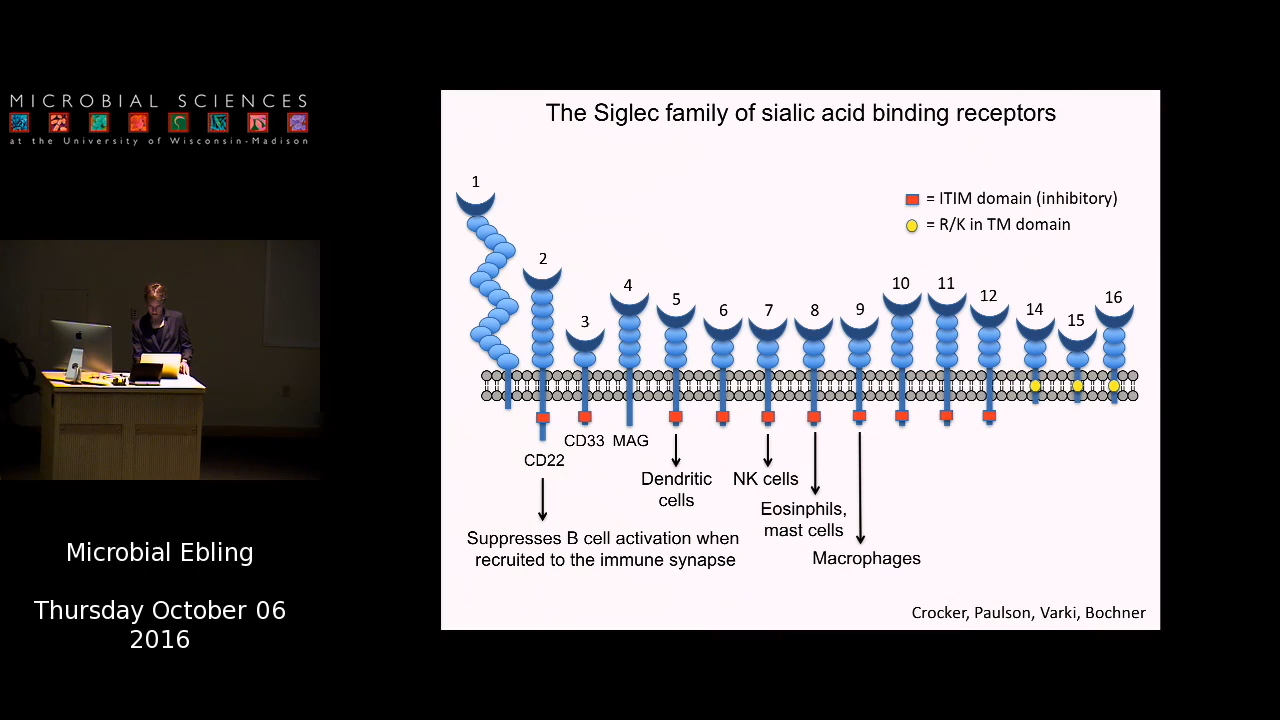 MICROBIAL SCIENCES
at the University of Wisconsin-Madison
Microbial Ebling
Thursday October 06
2016
The Siglec family of sialic acid binding receptors
= ITIM domain (inhibitory)
= R/K in TM domain
1
2
3
4
5
6
7
8
9
10
11
12
14
15
16
CD33 MAG
CD22
Dendritic
cells
NK cells
Eosinphils,
mast cells
Macrophages
Suppresses B cell activation when
recruited to the immune synapse
Crocker, Paulson, Varki, Bochner